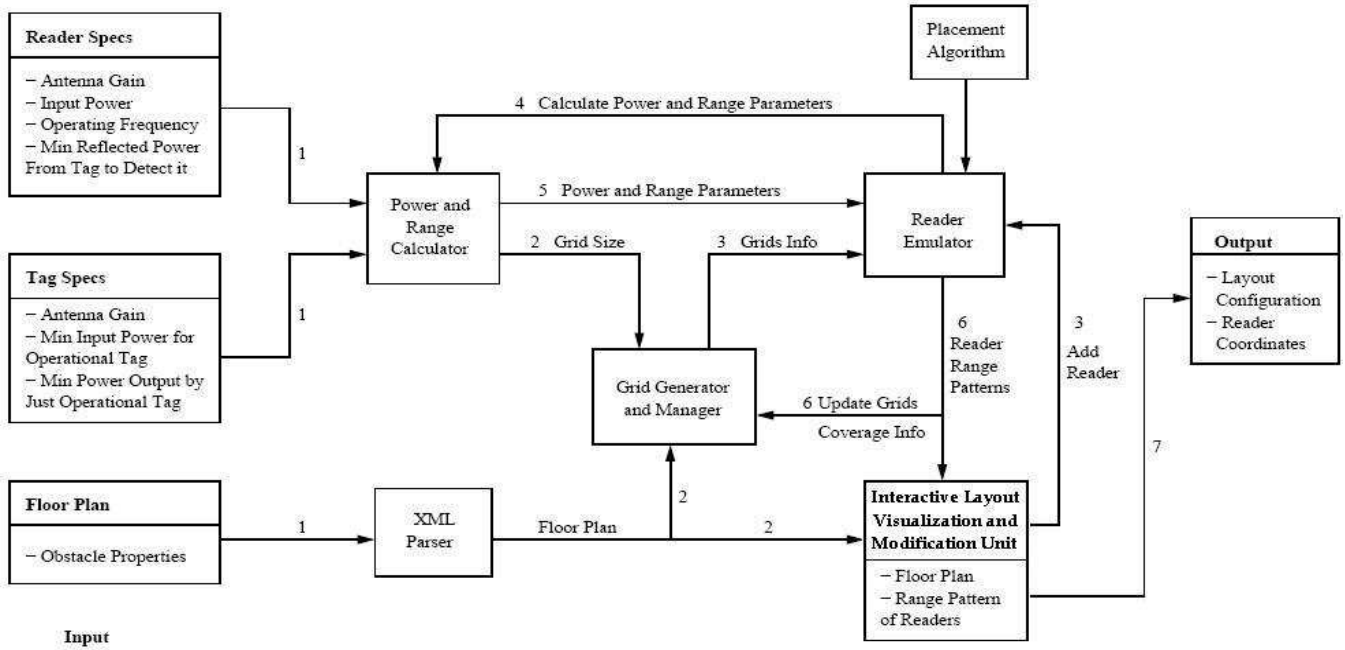 Reader Specs
– Antenna Gain
– Input Power
– Operating Frequency
– Min Reflected Power
From Tag to Detect it
1
Placement
Algorithm
4 Calculate Power and Range Parameters
Power and
Range
Calculator
5 Power and Range Parameters
2 Grid Size
3 Grids Info
Reader
Emulator
Output
– Layout
Configuration
– Reader
Coordinates
Tag Specs
– Antenna Gain
– Min Input Power for
Operational Tag
– Min Power Output by
Just Operational Tag
1
Grid Generator
and Manager
6
Reader
Range
Patterns
3
Add
Reader
6 Update Grids
Coverage Info
7
Floor Plan
– Obstacle Properties
1
XML
Parser
Floor Plan
2
2
Interactive Layout
Visualization and
Modification Unit
– Floor Plan
– Range Pattern
of Readers
Input